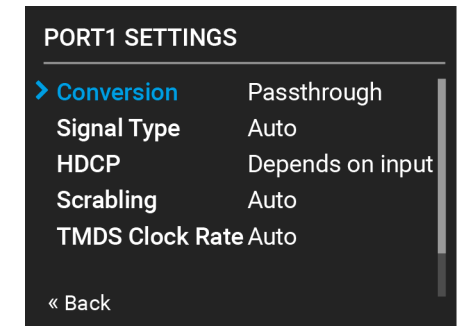 PORT1 SETTINGS
Conversion Passthrough
Signal Type Auto
HDCP Depends on input
Scrabling Auto
TMDS Clock Rate Auto
« Back